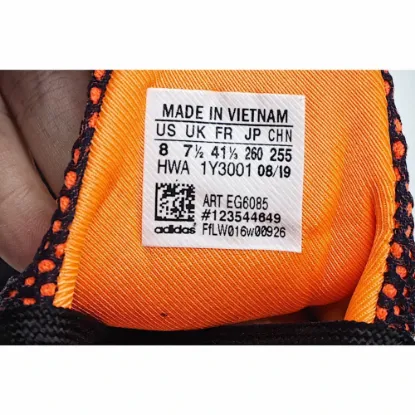 MADE IN VIETNAM
US UK FR JP CHN
8 7½ 41⅓ 260 255
HWA 1Y3001 08/19
ART EG6085
#123544649
adidas FfLW016w00926